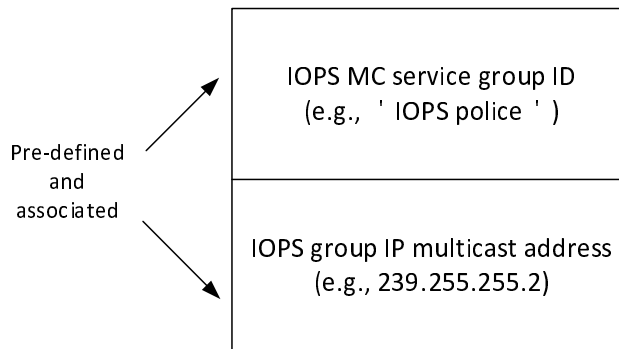 IOPS MC service group ID
(e.g., ' IOPS police ' )
Pre-defined
and
associated
IOPS group IP multicast address
(e.g., 239.255.255.2)